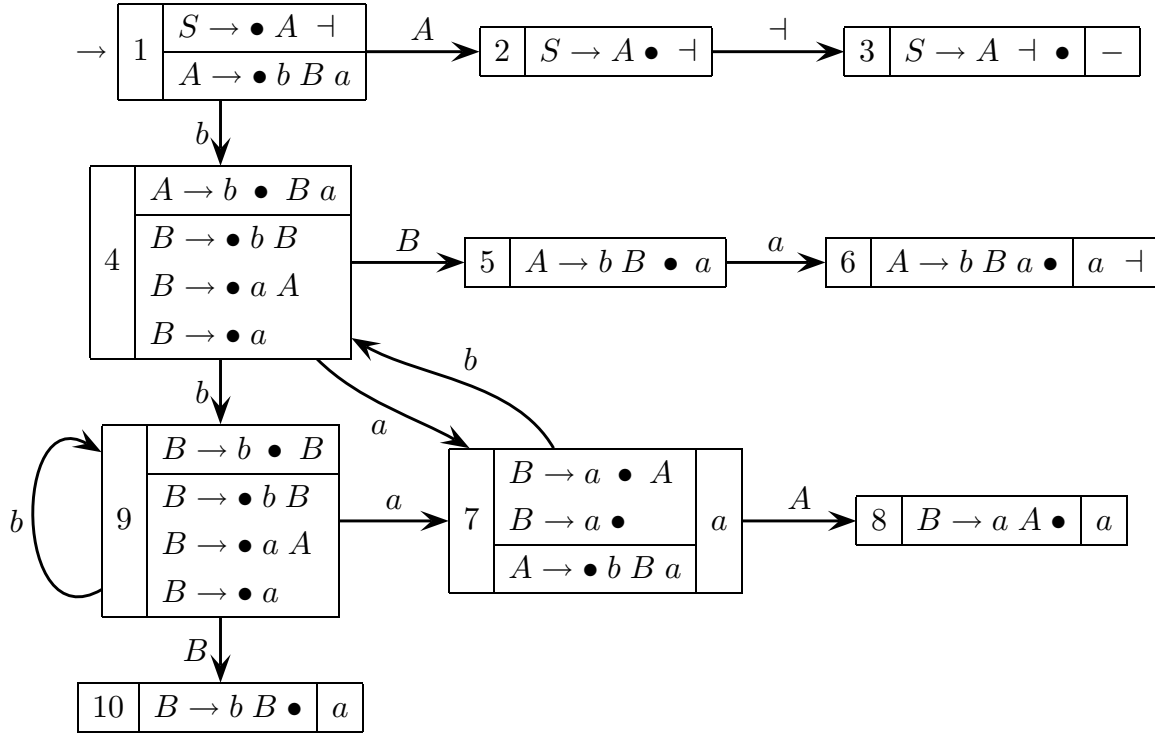 → 1 S → • A ⊣
A → • b B a
A
2 S → A • ⊣
⊣
3 S → A ⊣ • −
b
4 A → b • B a
B → • b B
B → • a A
B → • a
B
5 A → b B • a
a
6 A → b B a • a ⊣
b
a
b
9 B → b • B
B → • b B
B → • a A
B → • a
b
a
7 B → a • A
B → a •
A → • b B a
a
A
8 B → a A • a
B
10 B → b B • a